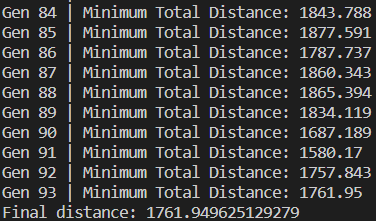 Gen 84 | Minimum Total Distance: 1843.788
Gen 85 | Minimum Total Distance: 1877.591
Gen 86 | Minimum Total Distance: 1787.737
Gen 87 | Minimum Total Distance: 1860.343
Gen 88 | Minimum Total Distance: 1865.394
Gen 89 | Minimum Total Distance: 1834.119
Gen 90 | Minimum Total Distance: 1687.189
Gen 91 | Minimum Total Distance: 1580.17
Gen 92 | Minimum Total Distance: 1757.843
Gen 93 | Minimum Total Distance: 1761.95
Final distance: 1761.949625129279